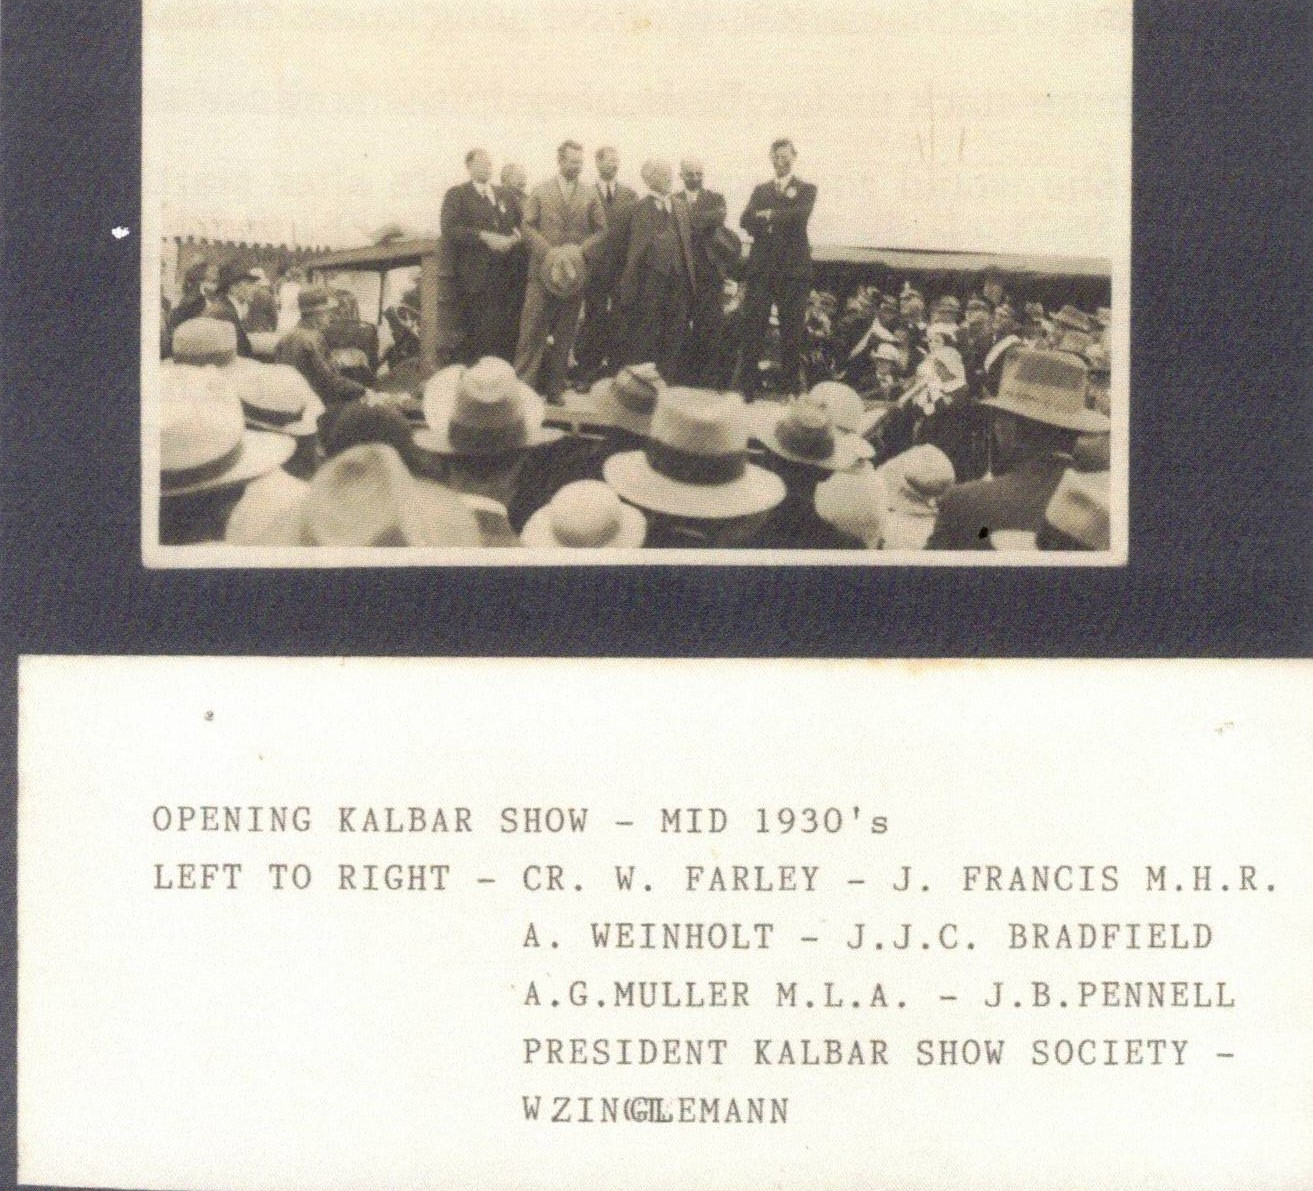 OPENING KALBAR SHOW - MID 1930's
LEFT TO RIGHT - CR. W. FARLEY - J. FRANCIS M.H.R.
A. WEINHOLT - J.J.C. BRADFIELD
A.G.MULLER M.L.A. - J.B.PENNELL
PRESIDENT KALBAR SHOW SOCIETY -
W